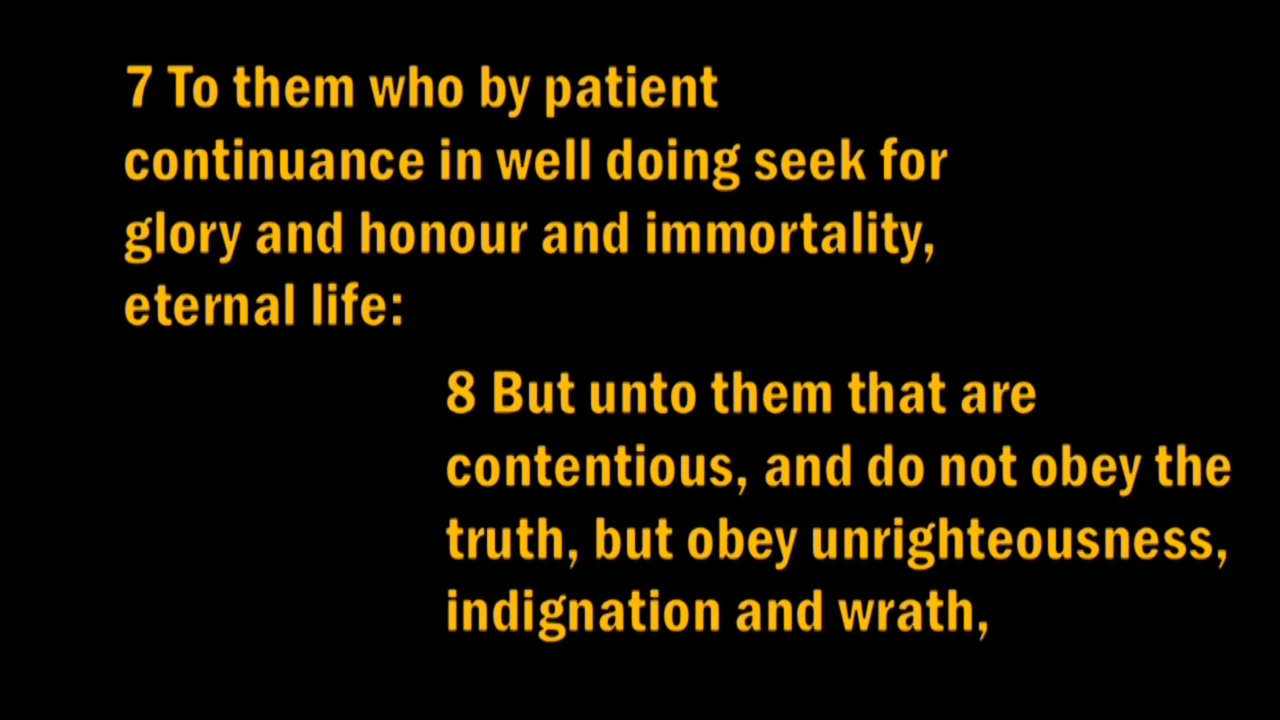 7 To them who by patient
continuance in well doing seek for
glory and honour and immortality,
eternal life:
8 But unto them that are
contentious, and do not obey the
truth, but obey unrighteousness,
indignation and wrath,